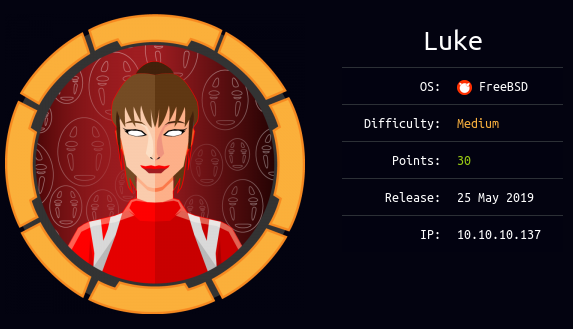 Luke
OS: FreeBSD
Difficulty: Medium
Points: 30
Release: 25 May 2019
IP: 10.10.10.137